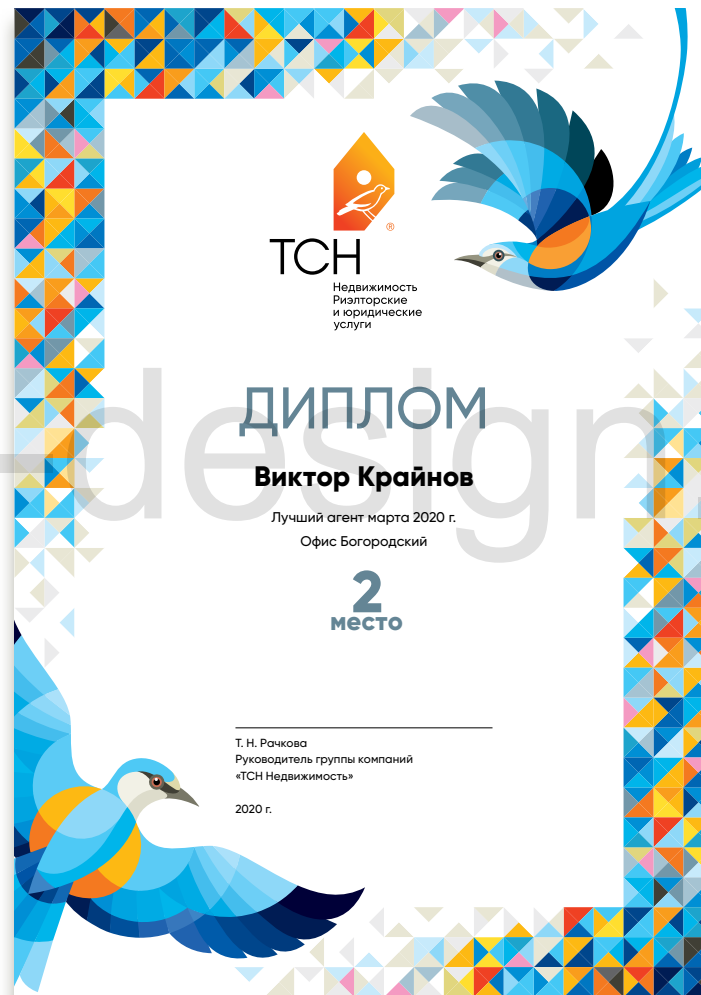 ТСН
®
Недвижимость
Риэлторские
и юридические
услуги
ДИПЛОМ
-design
Виктор Крайнов
Лучший агент марта 2020 г.
Офис Богородский
2
место
Т. Н. Рачкова
Руководитель группы компаний
«ТСН Недвижимость»
2020 г.